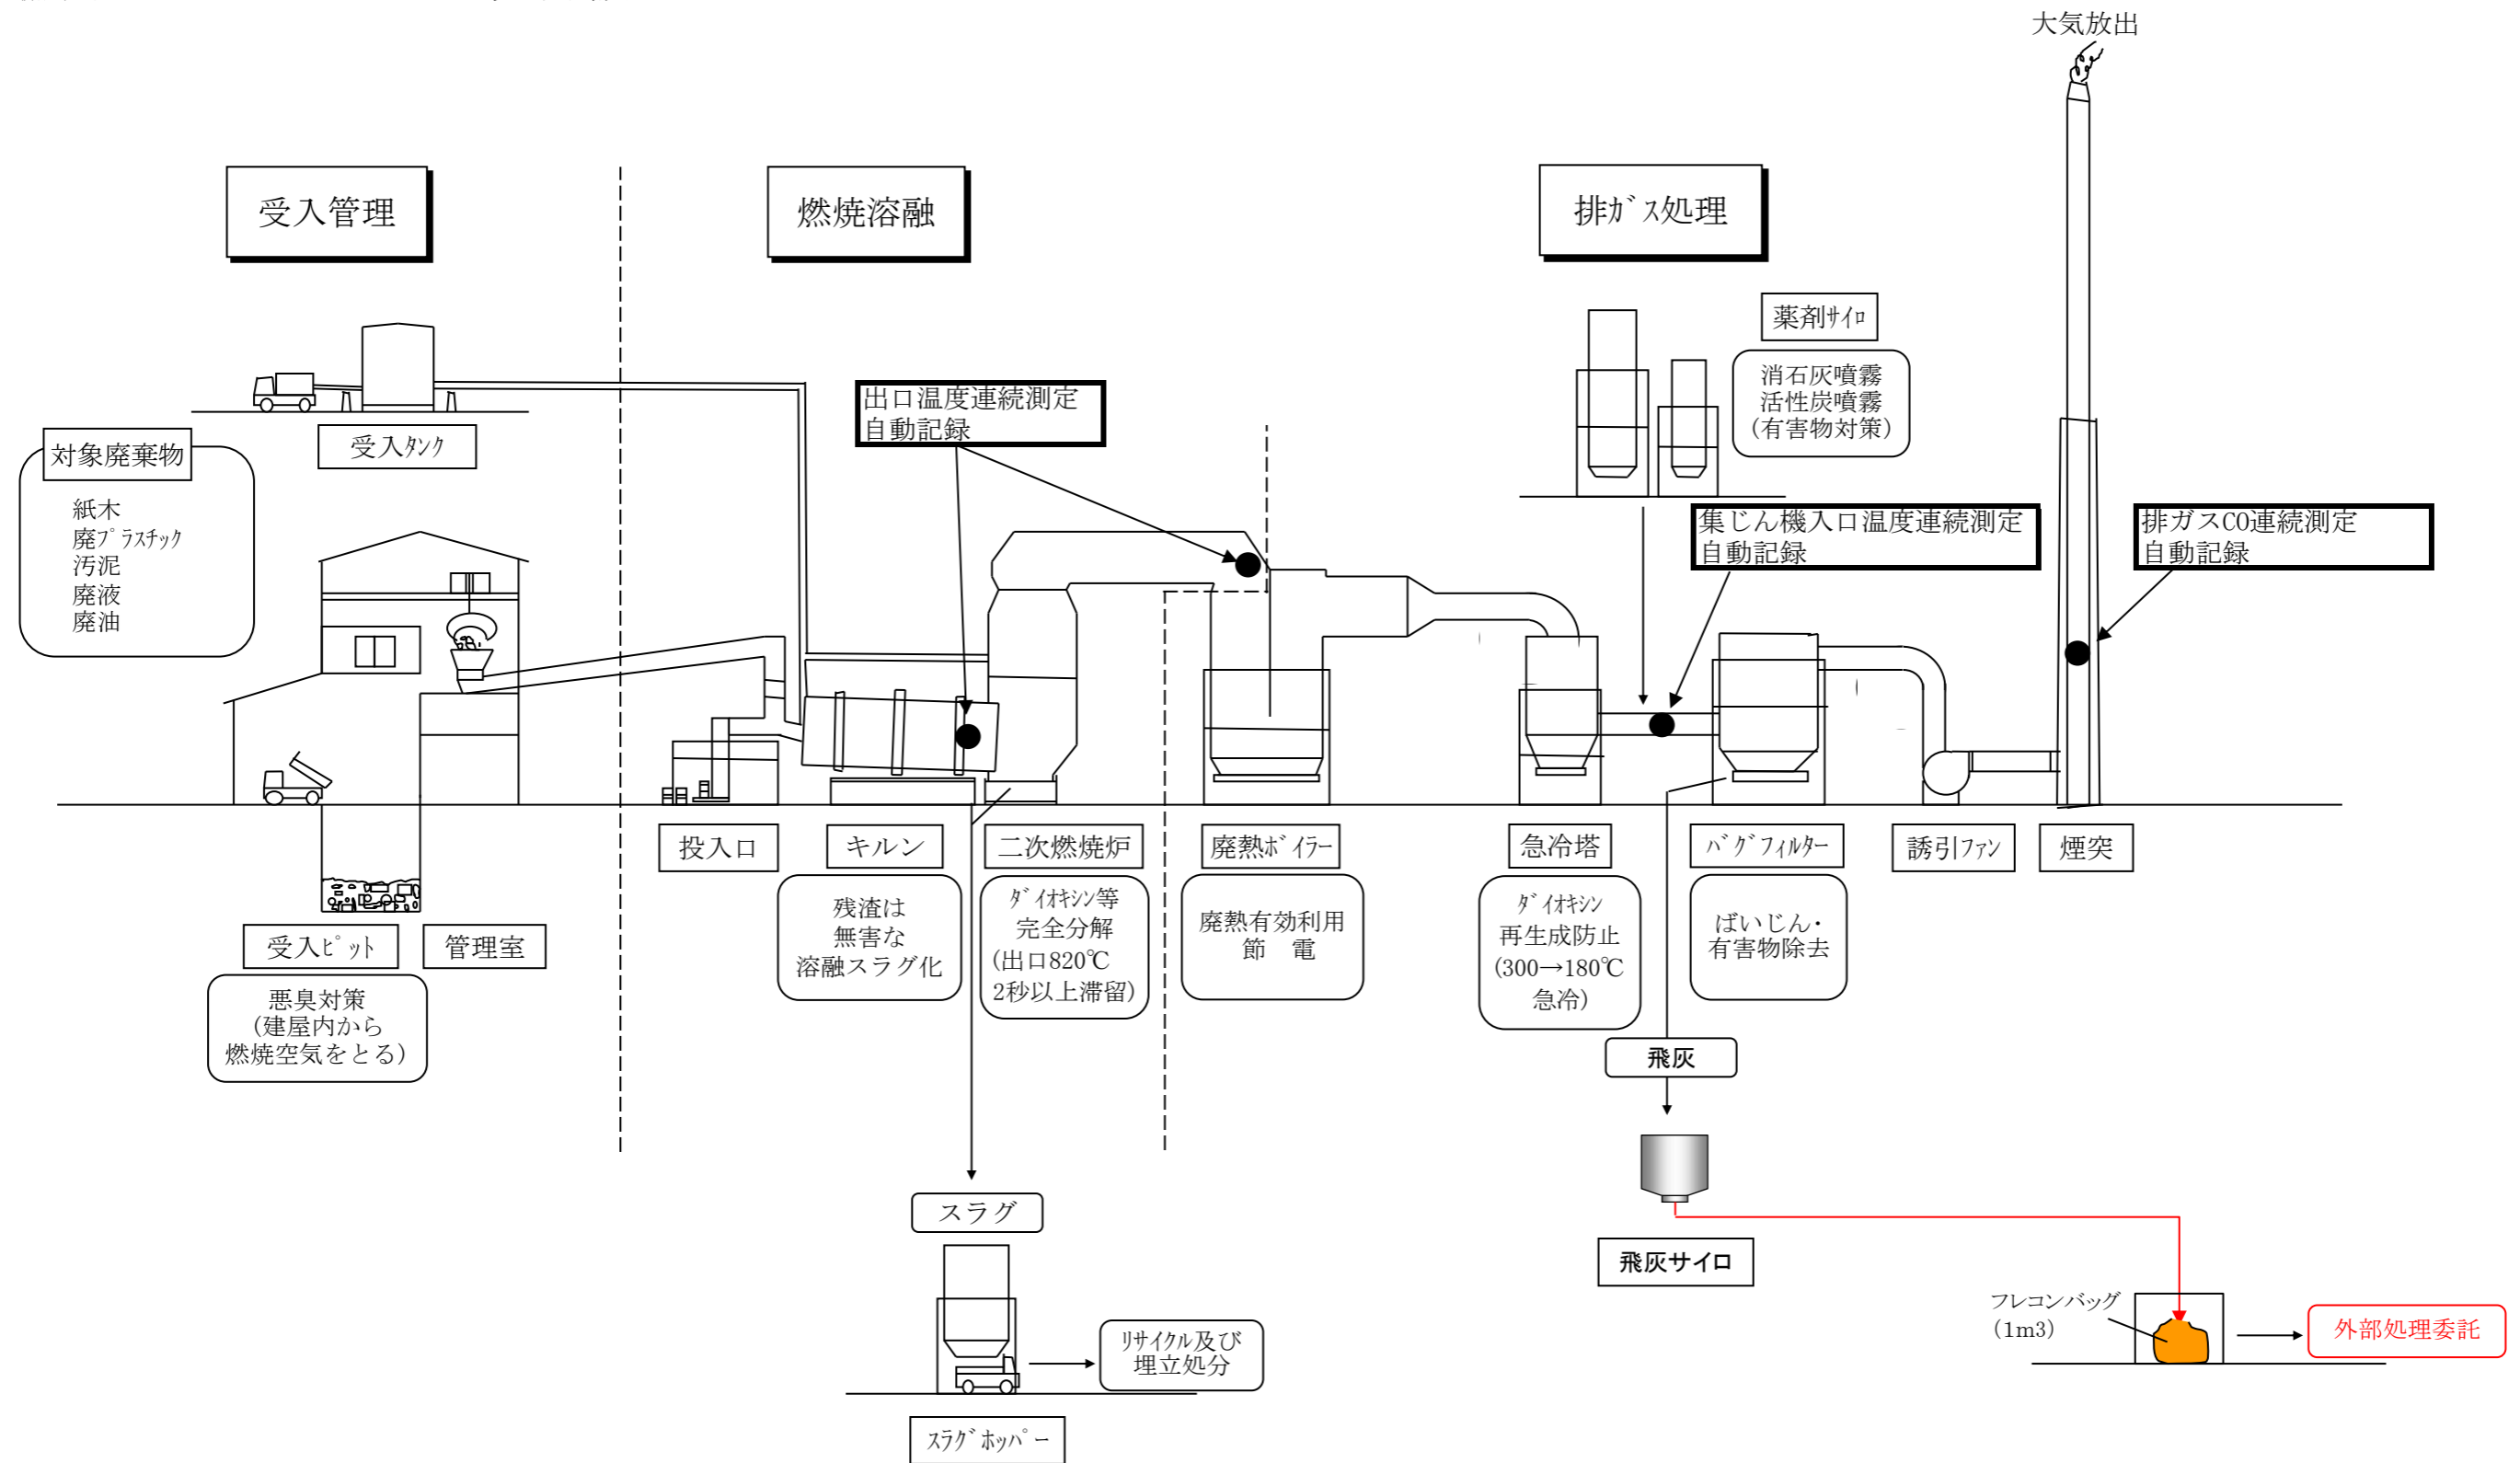 大気放出
受入管理
燃焼溶融
排ｶﾞｽ処理
薬剤ｻｲﾛ
消石灰噴霧
活性炭噴霧
(有害物対策)
出口温度連続測定
自動記録
受入ﾀﾝｸ
対象廃棄物
紙木
廃ﾌﾟﾗｽﾁｯｸ
汚泥
廃液
廃油
集じん機入口温度連続測定
自動記録
排ガスCO連続測定
自動記録
投入口
キルン
二次燃焼炉
廃熱ﾎﾞｲﾗｰ
急冷塔
ﾊﾞｸﾞﾌｨﾙﾀｰ
誘引ﾌｧﾝ
煙突
残渣は
無害な
溶融スラグ化
ﾀﾞｲｵｷｼﾝ等
完全分解
(出口820℃
2秒以上滞留)
廃熱有効利用
節　電
ﾀﾞｲｵｷｼﾝ
再生成防止
(300→180℃
急冷)
ばいじん・
有害物除去
受入ﾋﾟｯﾄ
管理室
悪臭対策
(建屋内から
燃焼空気をとる)
飛灰
スラグ
飛灰サイロ
フレコンバッグ
(1m3)
外部処理委託
ﾘｻｲｸﾙ及び
埋立処分
ｽﾗｸﾞﾎｯﾊﾟｰ